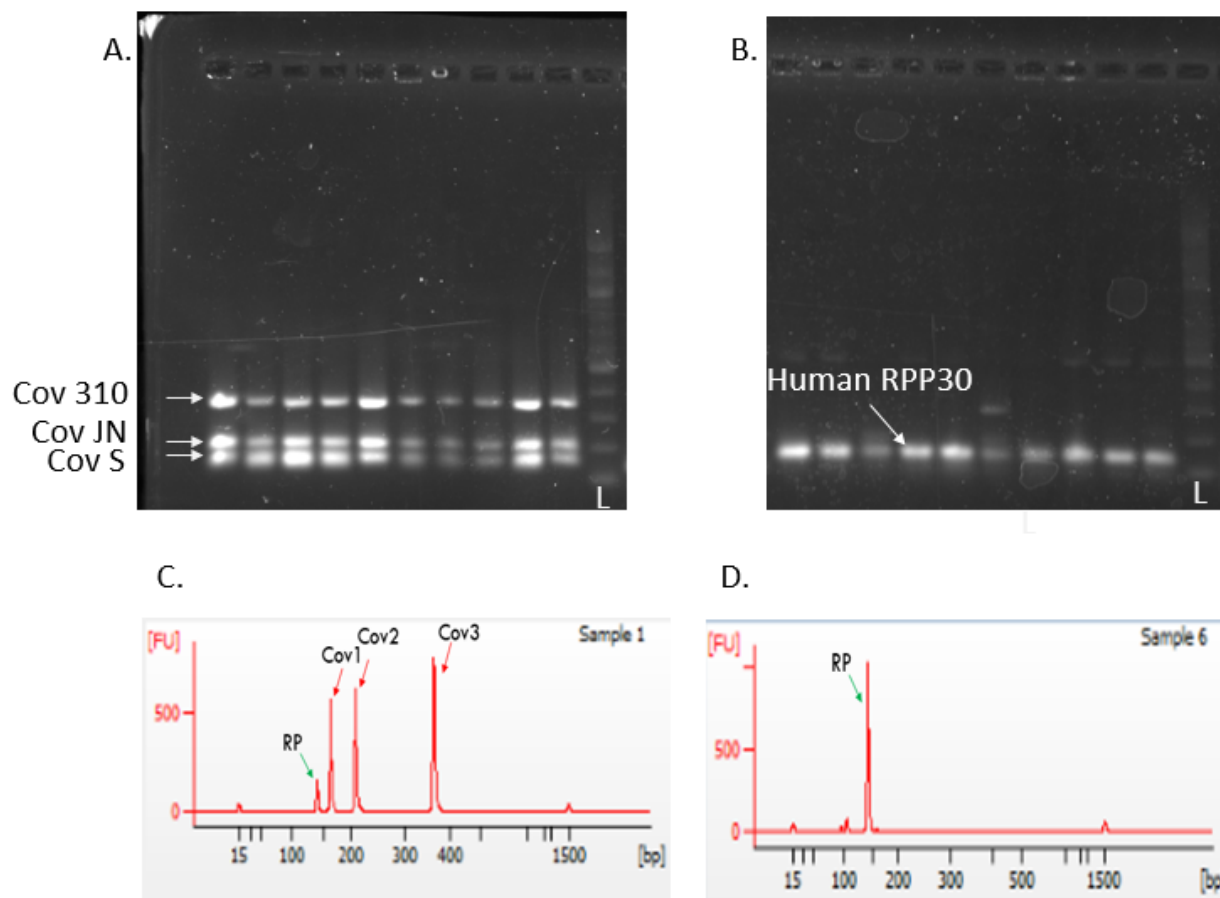 A.
B.
Cov 310
Cov JN
Cov S
L
Human RPP30
L
L
C.
D.
[FU]
Sample 1
Cov1
Cov2
Cov3
RP
500
0
15 100 200 300 400 1500 [bp]
[FU]
Sample 6
RP
500
0
15 100 200 300 500 1500 [bp